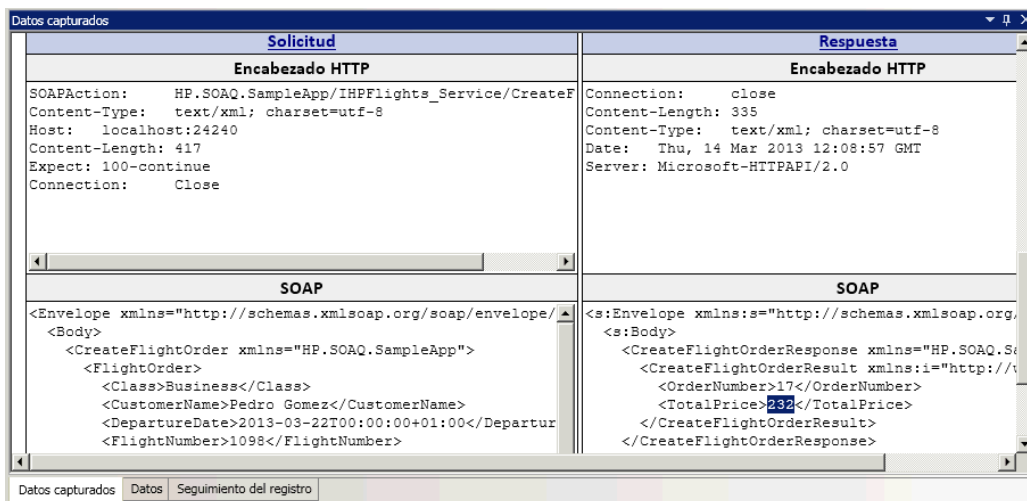 Datos capturados
Solicitud
Encabezado HTTP
SOAPAction: HP.SOAQ.SampleApp/IHPFlights_Service/CreateF
Content-Type: text/xml; charset=utf-8
Host: localhost:24240
Content-Length: 417
Expect: 100-continue
Connection: Close
SOAP
<Envelope xmlns="http://schemas.xmlsoap.org/soap/envelope/
<Body>
<CreateFlightOrder xmlns="HP.SOAQ.SampleApp">
<FlightOrder>
<Class>Business</Class>
<CustomerName>Pedro Gomez</CustomerName>
<DepartureDate>2013-03-22T00:00:00+01:00</Departur
<FlightNumber>1098</FlightNumber>
Respuesta
Encabezado HTTP
Connection: close
Content-Length: 335
Content-Type: text/xml; charset=utf-8
Date: Thu, 14 Mar 2013 12:08:57 GMT
Server: Microsoft-HTTPAPI/2.0
SOAP
<s:Envelope xmlns:s="http://schemas.xmlsoap.org,
<s:Body>
<CreateFlightOrderResponse xmlns="HP.SOAQ.Sa
<CreateFlightOrderResult xmlns:i="http://w
<OrderNumber>17</OrderNumber>
<TotalPrice>232</TotalPrice>
</CreateFlightOrderResult>
</CreateFlightOrderResponse>
Datos capturados Datos Seguimiento del registro